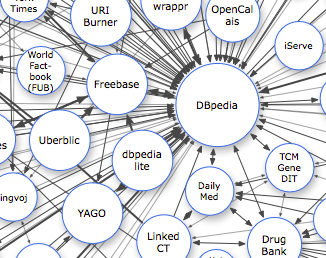 Times
URI
Burner
wrappr
OpenCal
ais
iServe
World
Fact-
book
(FUB)
Freebase
DBpedia
Uberblic
dbpedia
lite
TCM
Gene
DIT
es
ingvoj
Daily
Med
YAGO
Linked
CT
Drug
Bank